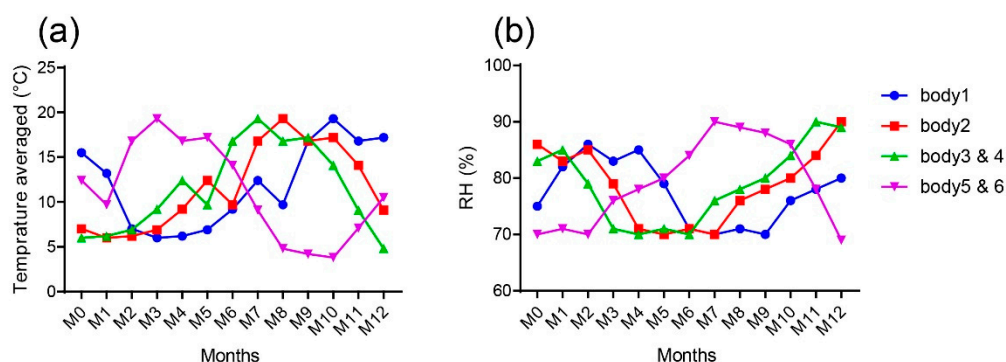 (a)
Temprature averaged (°C)
25
20
15
10
5
0
M0 M1 M2 M3 M4 M5 M6 M7 M8 M9 M10 M11 M12
Months
(b)
RH (%)
100
90
80
70
60
M0 M1 M2 M3 M4 M5 M6 M7 M8 M9 M10 M11 M12
Months
body1
body2
body3 & 4
body5 & 6